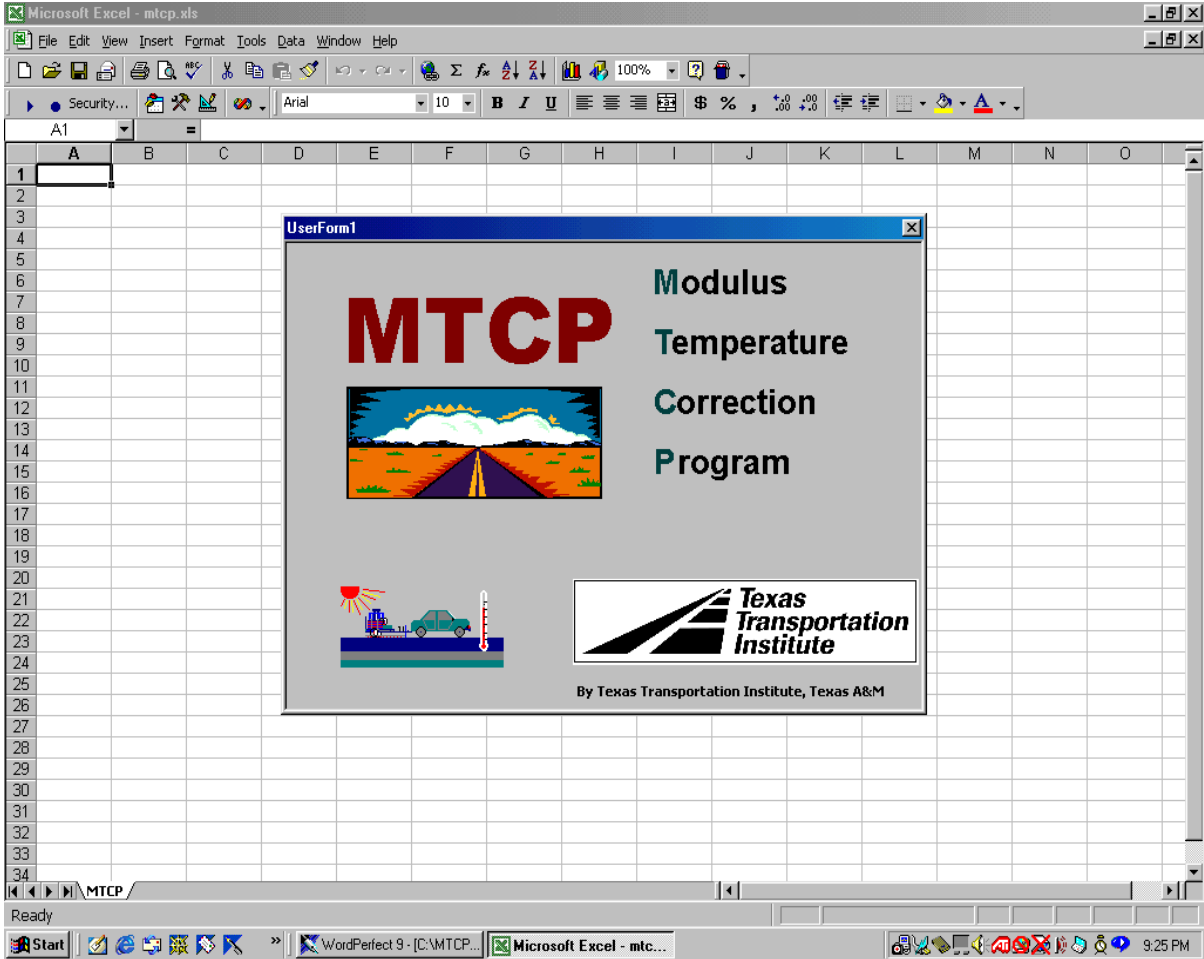 Microsoft Excel - mtcp.xls
File Edit View Insert Format Tools Data Window Help
100%
Security... Arial 10 B I U $ % ,
A1 =
A B C D E F G H I J K L M N O
1
2
3
4
5
6
7
8
9
10
11
12
13
14
15
16
17
18
19
20
21
22
23
24
25
26
27
28
29
30
31
32
33
34
UserForm1
MTCP
Modulus
Temperature
Correction
Program
Texas
Transportation
Institute
By Texas Transportation Institute, Texas A&M
MTCP
Ready
Start » WordPerfect 9 - [C:\MTCP... Microsoft Excel - mtc... 9:25 PM